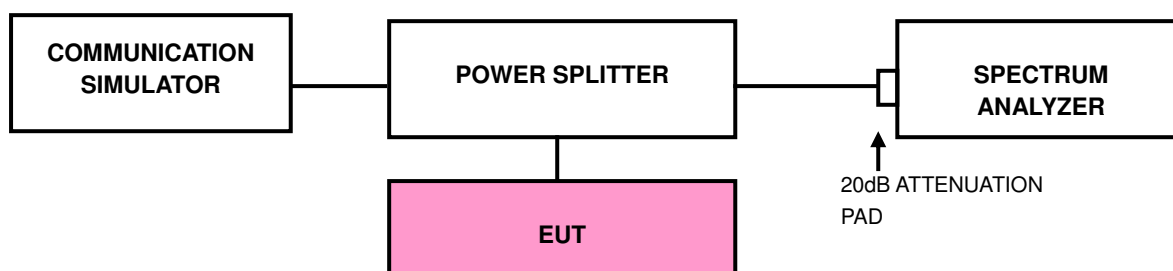 COMMUNICATION
SIMULATOR
POWER SPLITTER
SPECTRUM
ANALYZER
20dB ATTENUATION
PAD
EUT